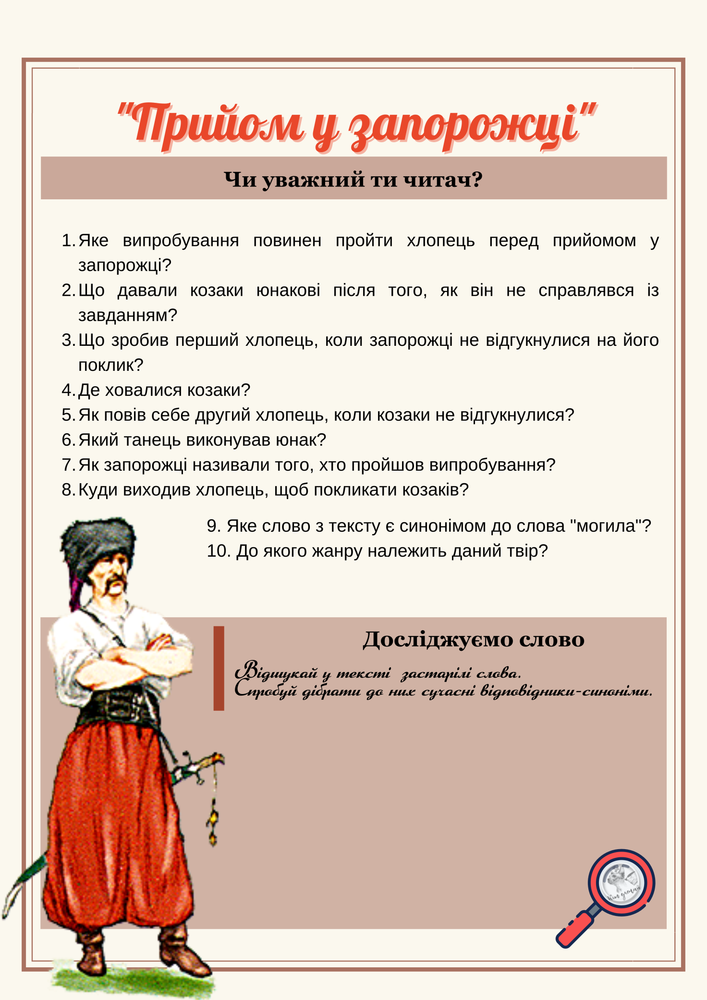 "Прийом у запорожці"
Чи уважний ти читач?
1. Яке випробування повинен пройти хлопець перед прийомом у
запорожці?
2. Що давали козаки юнакові після того, як він не справлявся із
завданням?
3. Що зробив перший хлопець, коли запорожці не відгукнулися на його
поклик?
4. Де ховалися козаки?
5. Як повів себе другий хлопець, коли козаки не відгукнулися?
6. Який танець виконував юнак?
7. Як запорожці називали того, хто пройшов випробування?
8. Куди виходив хлопець, щоб покликати козаків?
9. Яке слово з тексту є синонімом до слова "могила"?
10. До якого жанру належить даний твір?
Досліджуємо слово
Відшукай у тексті застарілі слова.
Спробуй дібрати до них сучасні відповідники-синоніми.
Кіт учений